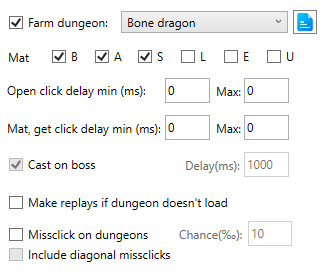 Farm dungeon: Bone dragon
Mat B A S L E U
Open click delay min (ms): 0 Max: 0
Mat, get click delay min (ms): 0 Max: 0
Cast on boss Delay(ms): 1000
Make replays if dungeon doesn't load
Missclick on dungeons Chance(‰): 10
Include diagonal missclicks